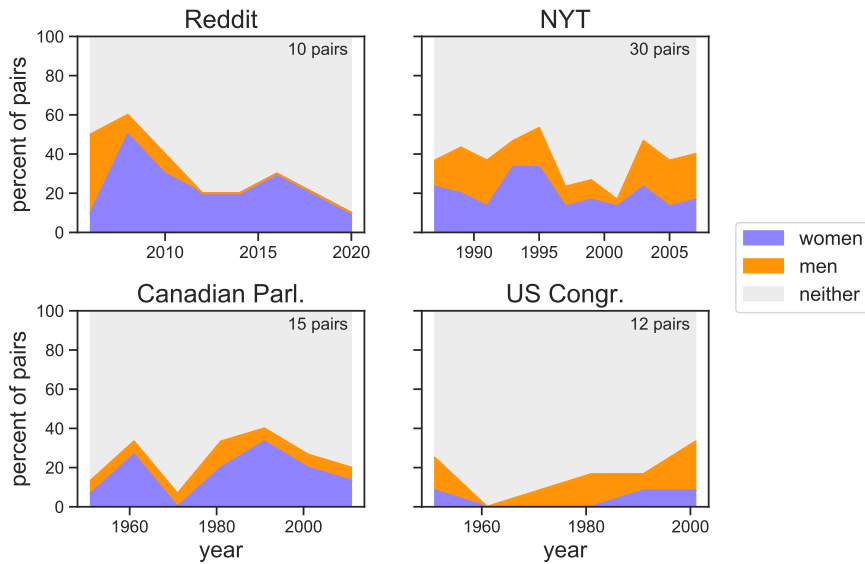 Reddit
NYT
percent of pairs
100
80
60
40
20
0
10 pairs
2010
2015
2020
30 pairs
1990
1995
2000
2005
women
men
neither
Canadian Parl.
US Congr.
percent of pairs
100
80
60
40
20
0
15 pairs
1960
1980
2000
year
12 pairs
1960
1980
2000
year